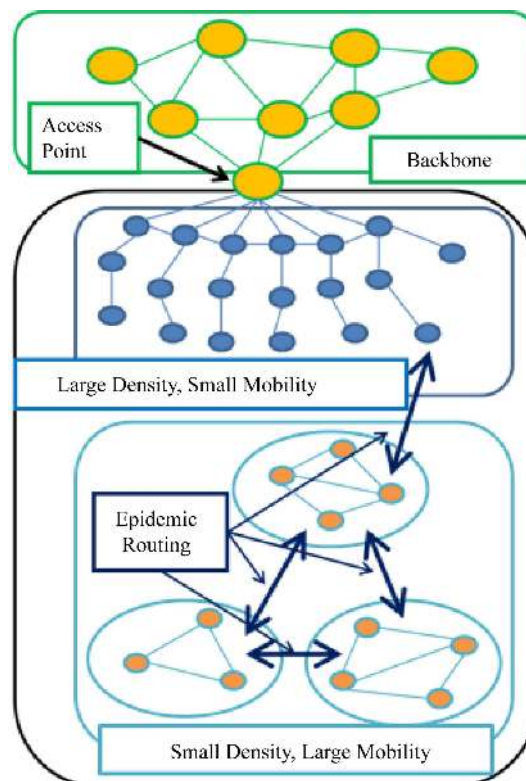 Access
Point
Backbone
Large Density, Small Mobility
Epidemic
Routing
Small Density, Large Mobility